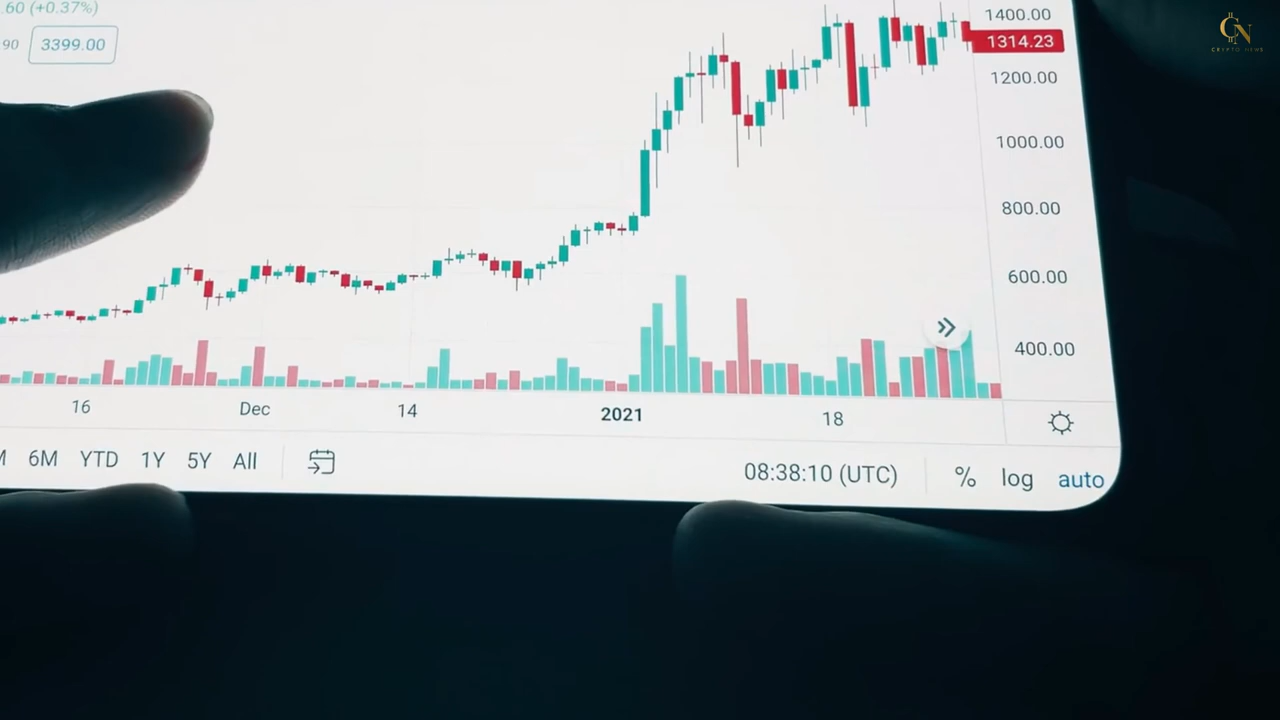 .60 (+0.37%)
90 3399.00
1400.00
1314.23
1200.00
1000.00
800.00
600.00
400.00
16 Dec 14 2021 18
M 6M YTD 1Y 5Y All
08:38:10 (UTC) % log auto
CN
CRYPTO NEWS